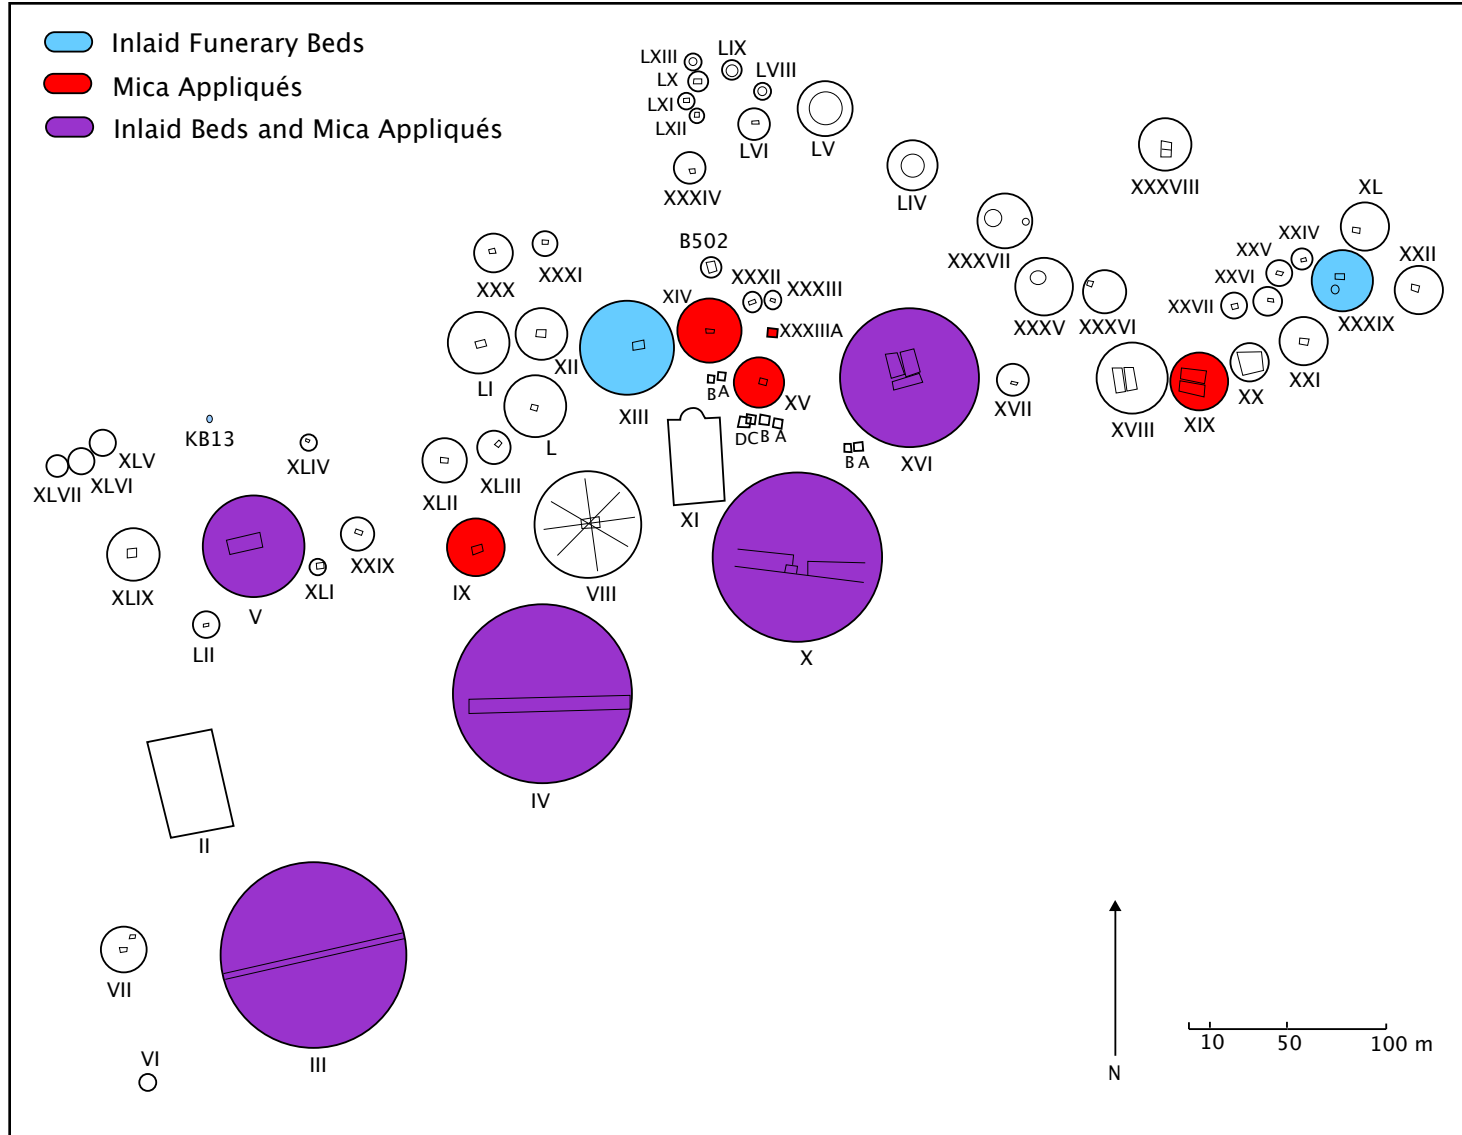 Inlaid Funerary Beds
Mica Appliqués
Inlaid Beds and Mica Appliqués
LXIII
LIX
LX
LVIII
LXI
LXII
LVI
LV
XXXIV
LIV
XXXVIII
XL
XXXVII
XXIV
XXV
XXII
XXVI
XXVII
XXXIX
XXXV
XXXVI
B502
XXXI
XXX
XXXII
XXXIII
XIV
XXXIIIA
XII
LI
XIII
B A
XV
XVII
XVIII
XIX
XX
XXI
L
D C B A
B A
XVI
KB13
XLV
XLVI
XLVII
XLIV
XLII
XLIII
XI
XLIX
V
XLI
XXIX
IX
VIII
LII
X
IV
II
VII
VI
III
N
10 50 100 m